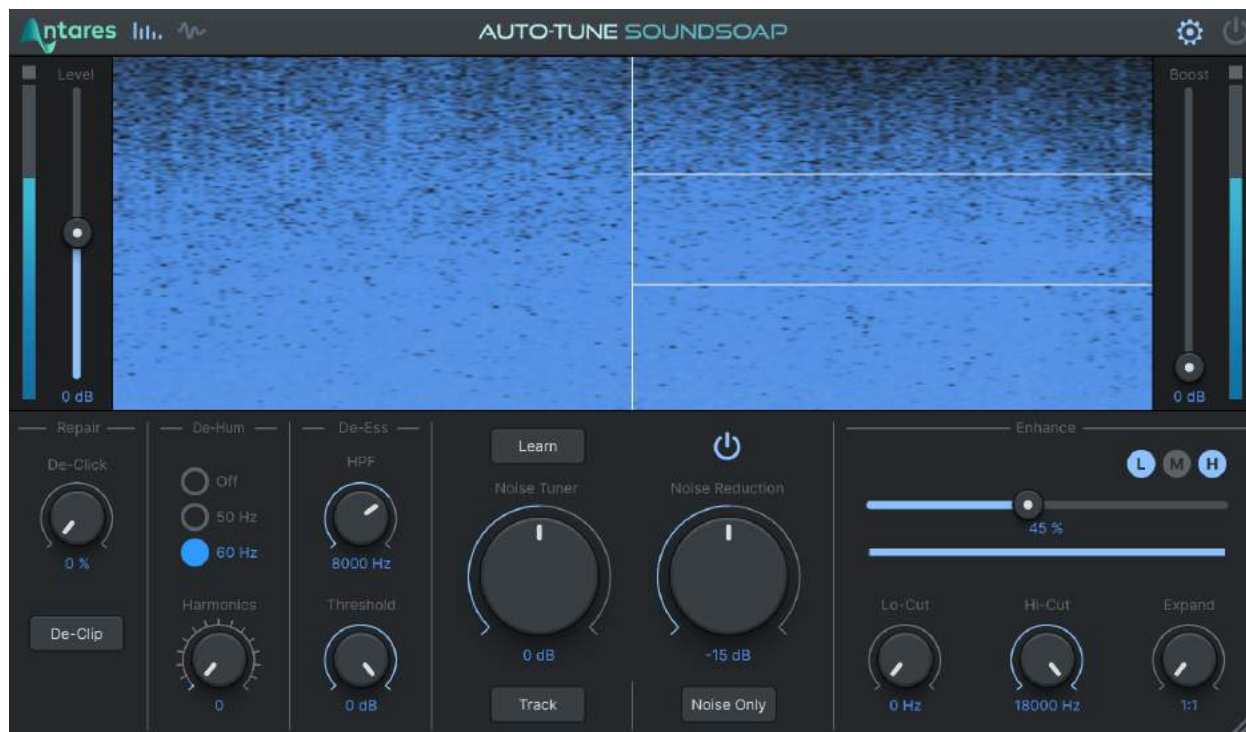 Antares
AUTO-TUNE SOUNDSOAP
Level
Boost
0 dB
0 dB
Repair
De-Hum
De-Ess
Enhance
Learn
De-Click
HPF
L M H
Off
Noise Tuner
Noise Reduction
50 Hz
45 %
60 Hz
0 %
8000 Hz
Harmonics
Threshold
Lo-Cut
Hi-Cut
Expand
De-Clip
0 dB
-15 dB
0
0 dB
Track
Noise Only
0 Hz
18000 Hz
1:1